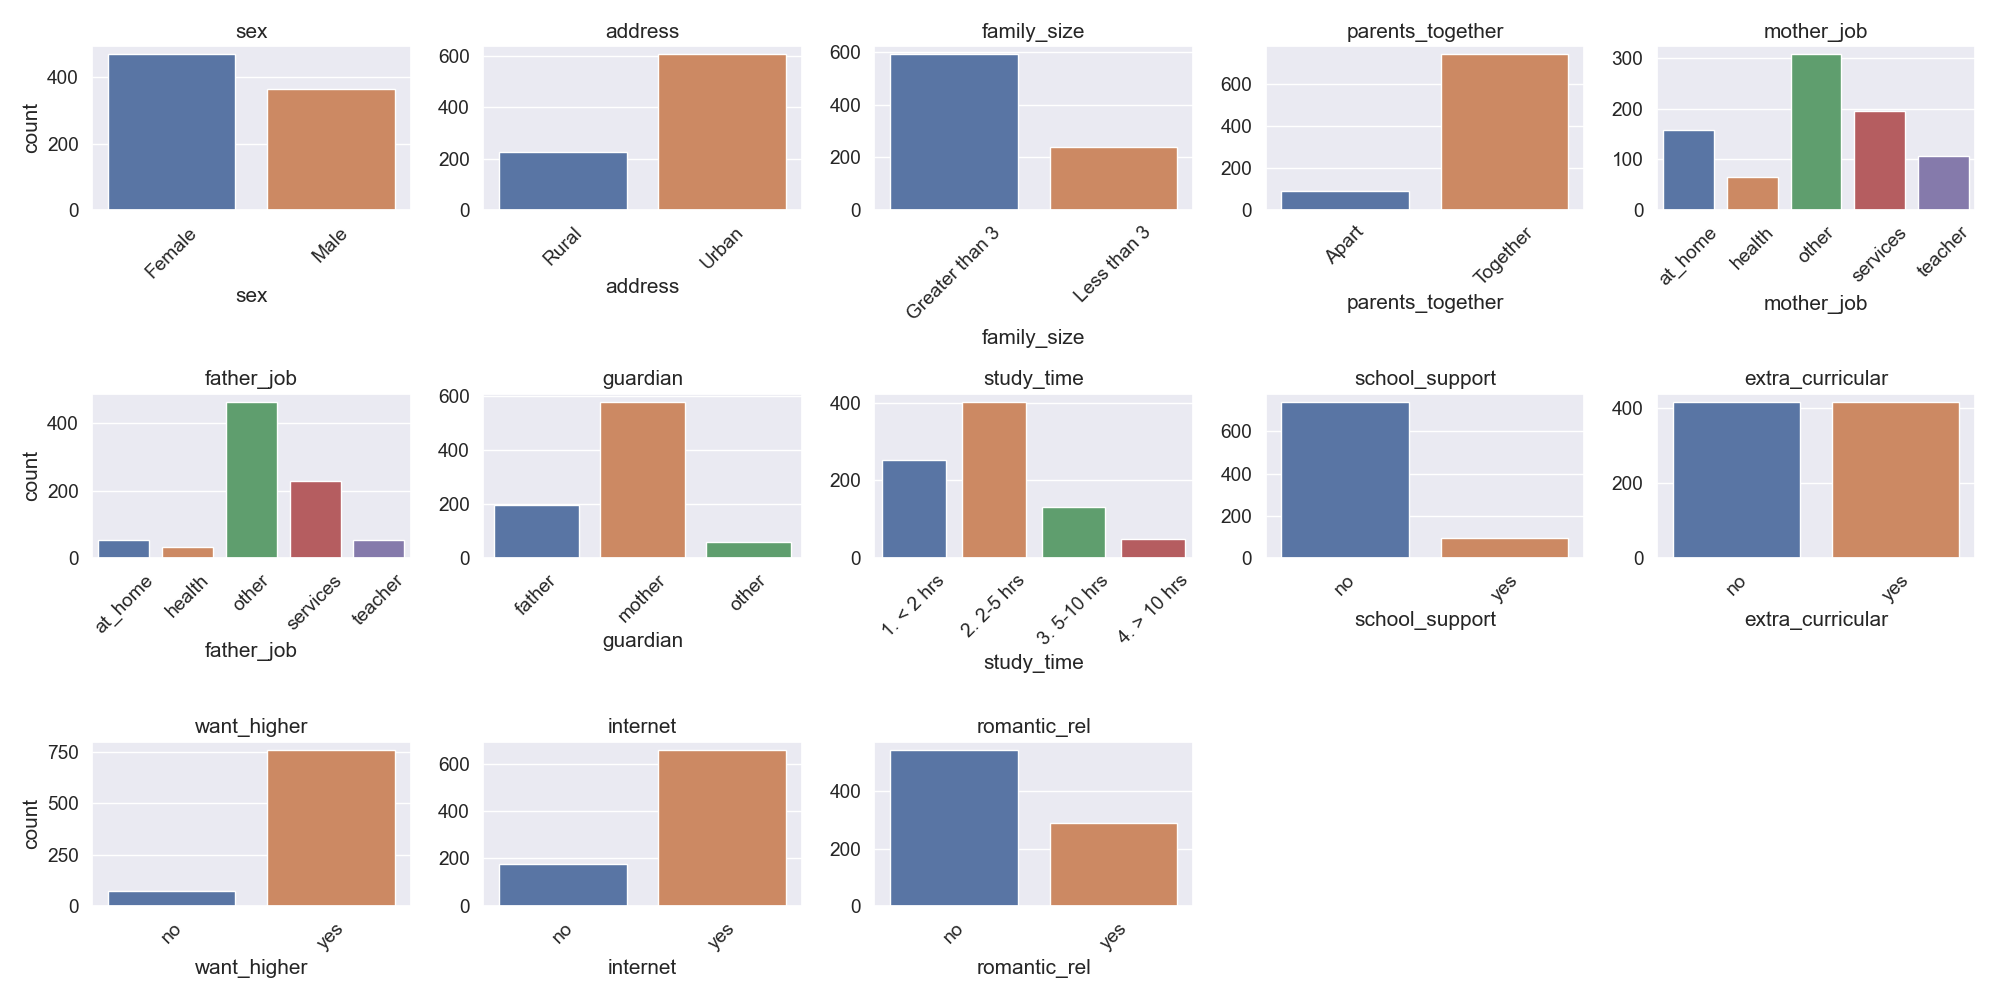 sex
address
family_size
parents_together
mother_job
count
400
200
0
Female
Male
sex
600
400
200
0
Rural
Urban
address
600
400
200
0
Greater than 3
Less than 3
family_size
600
400
200
0
Apart
Together
parents_together
300
200
100
0
at_home
health
other
services
teacher
mother_job
father_job
guardian
study_time
school_support
extra_curricular
count
400
200
0
at_home
health
other
services
teacher
father_job
600
400
200
0
father
mother
other
guardian
400
200
0
1. < 2 hrs
2. 2-5 hrs
3. 5-10 hrs
4. > 10 hrs
study_time
600
400
200
0
no
yes
school_support
400
200
0
no
yes
extra_curricular
want_higher
internet
romantic_rel
count
750
500
250
0
no
yes
want_higher
600
400
200
0
no
yes
internet
400
200
0
no
yes
romantic_rel